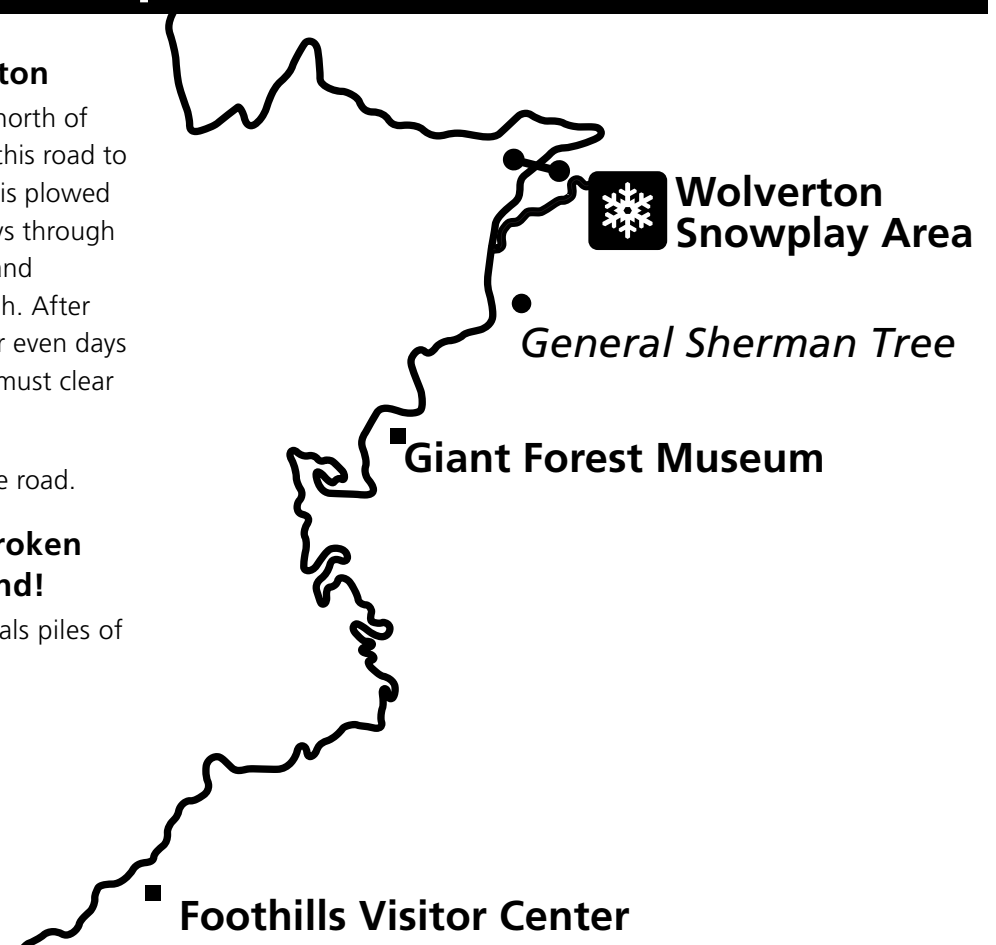 ton
north of
this road to
is plowed
ys through
and
h. After
r even days
must clear
e road.
roken
nd!
als piles of
Wolverton
Snowplay Area
General Sherman Tree
Giant Forest Museum
Foothills Visitor Center